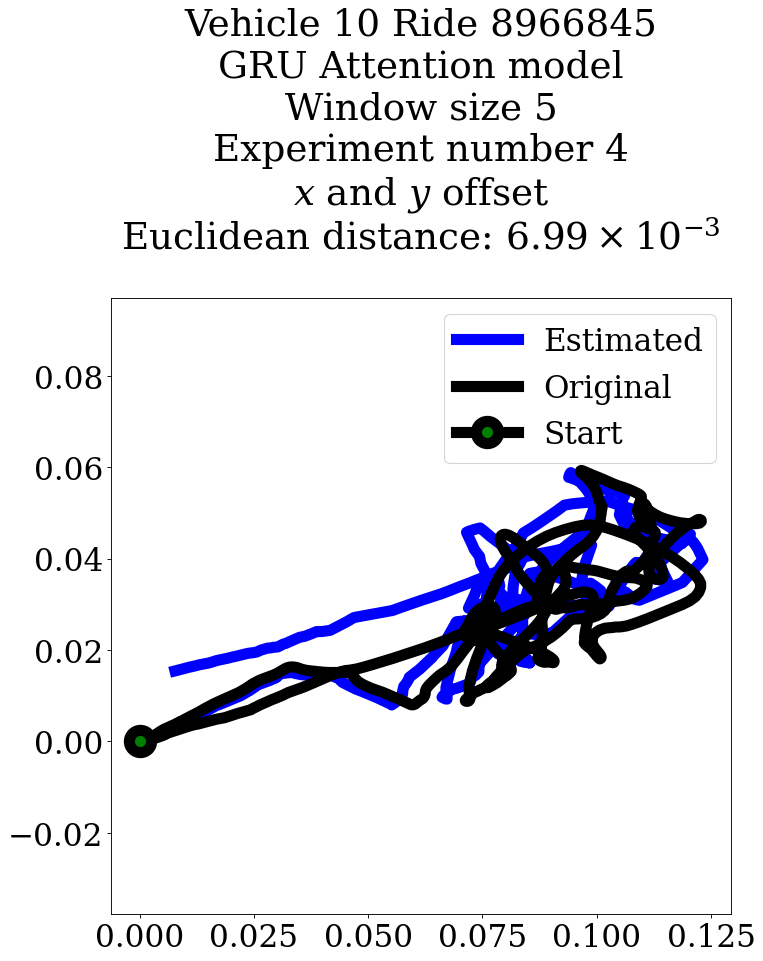 Vehicle 10 Ride 8966845
GRU Attention model
Window size 5
Experiment number 4
x and y offset
Euclidean distance: 6.99 × 10⁻³
Estimated
Original
Start
0.08
0.06
0.04
0.02
0.00
−0.02
0.000 0.025 0.050 0.075 0.100 0.125